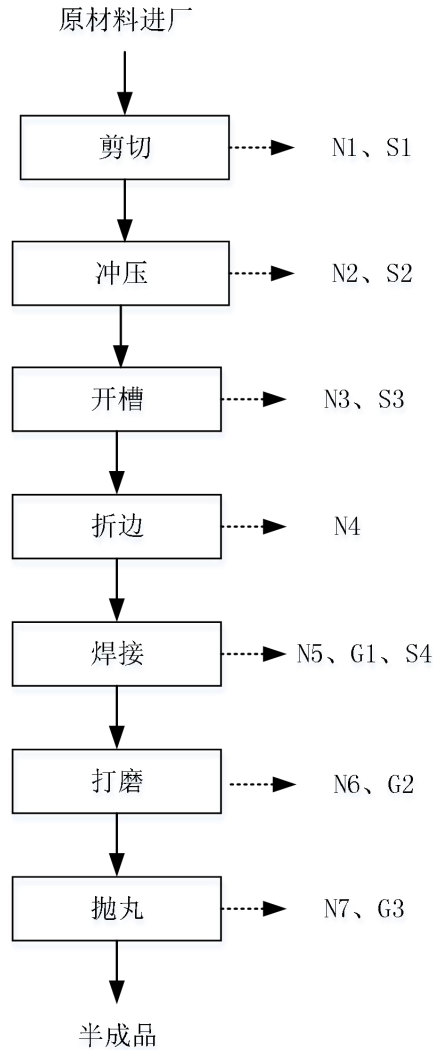 原材料进厂
剪切
N1、S1
冲压
N2、S2
开槽
N3、S3
折边
N4
焊接
N5、G1、S4
打磨
N6、G2
抛丸
N7、G3
半成品